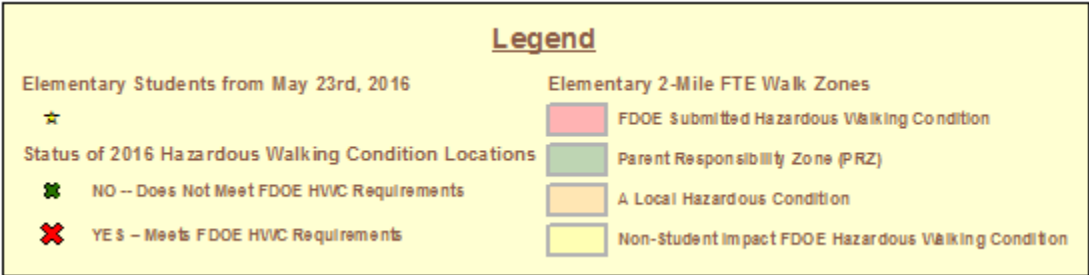 Legend
Elementary Students from May 23rd, 2016
Status of 2016 Hazardous Walking Condition Locations
NO -- Does Not Meet FDOE HWC Requirements
YES – Meets FDOE HWC Requirements
Elementary 2-Mile FTE Walk Zones
FDOE Submitted Hazardous Walking Condition
Parent Responsibility Zone (PRZ)
A Local Hazardous Condition
Non-Student Impact FDOE Hazardous Walking Condition